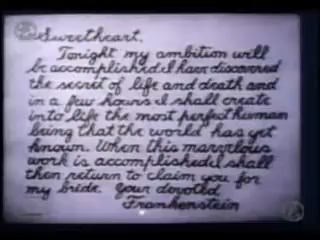 Sweetheart,
Tonight my ambition will
be accomplished. I have discovered
the secret of life and death and
in a few hours I shall create
into life the most perfect human
being that the world has yet
known. When this marvelous
work is accomplished I shall
then return to claim you for
my bride. Your devoted
Frankenstein